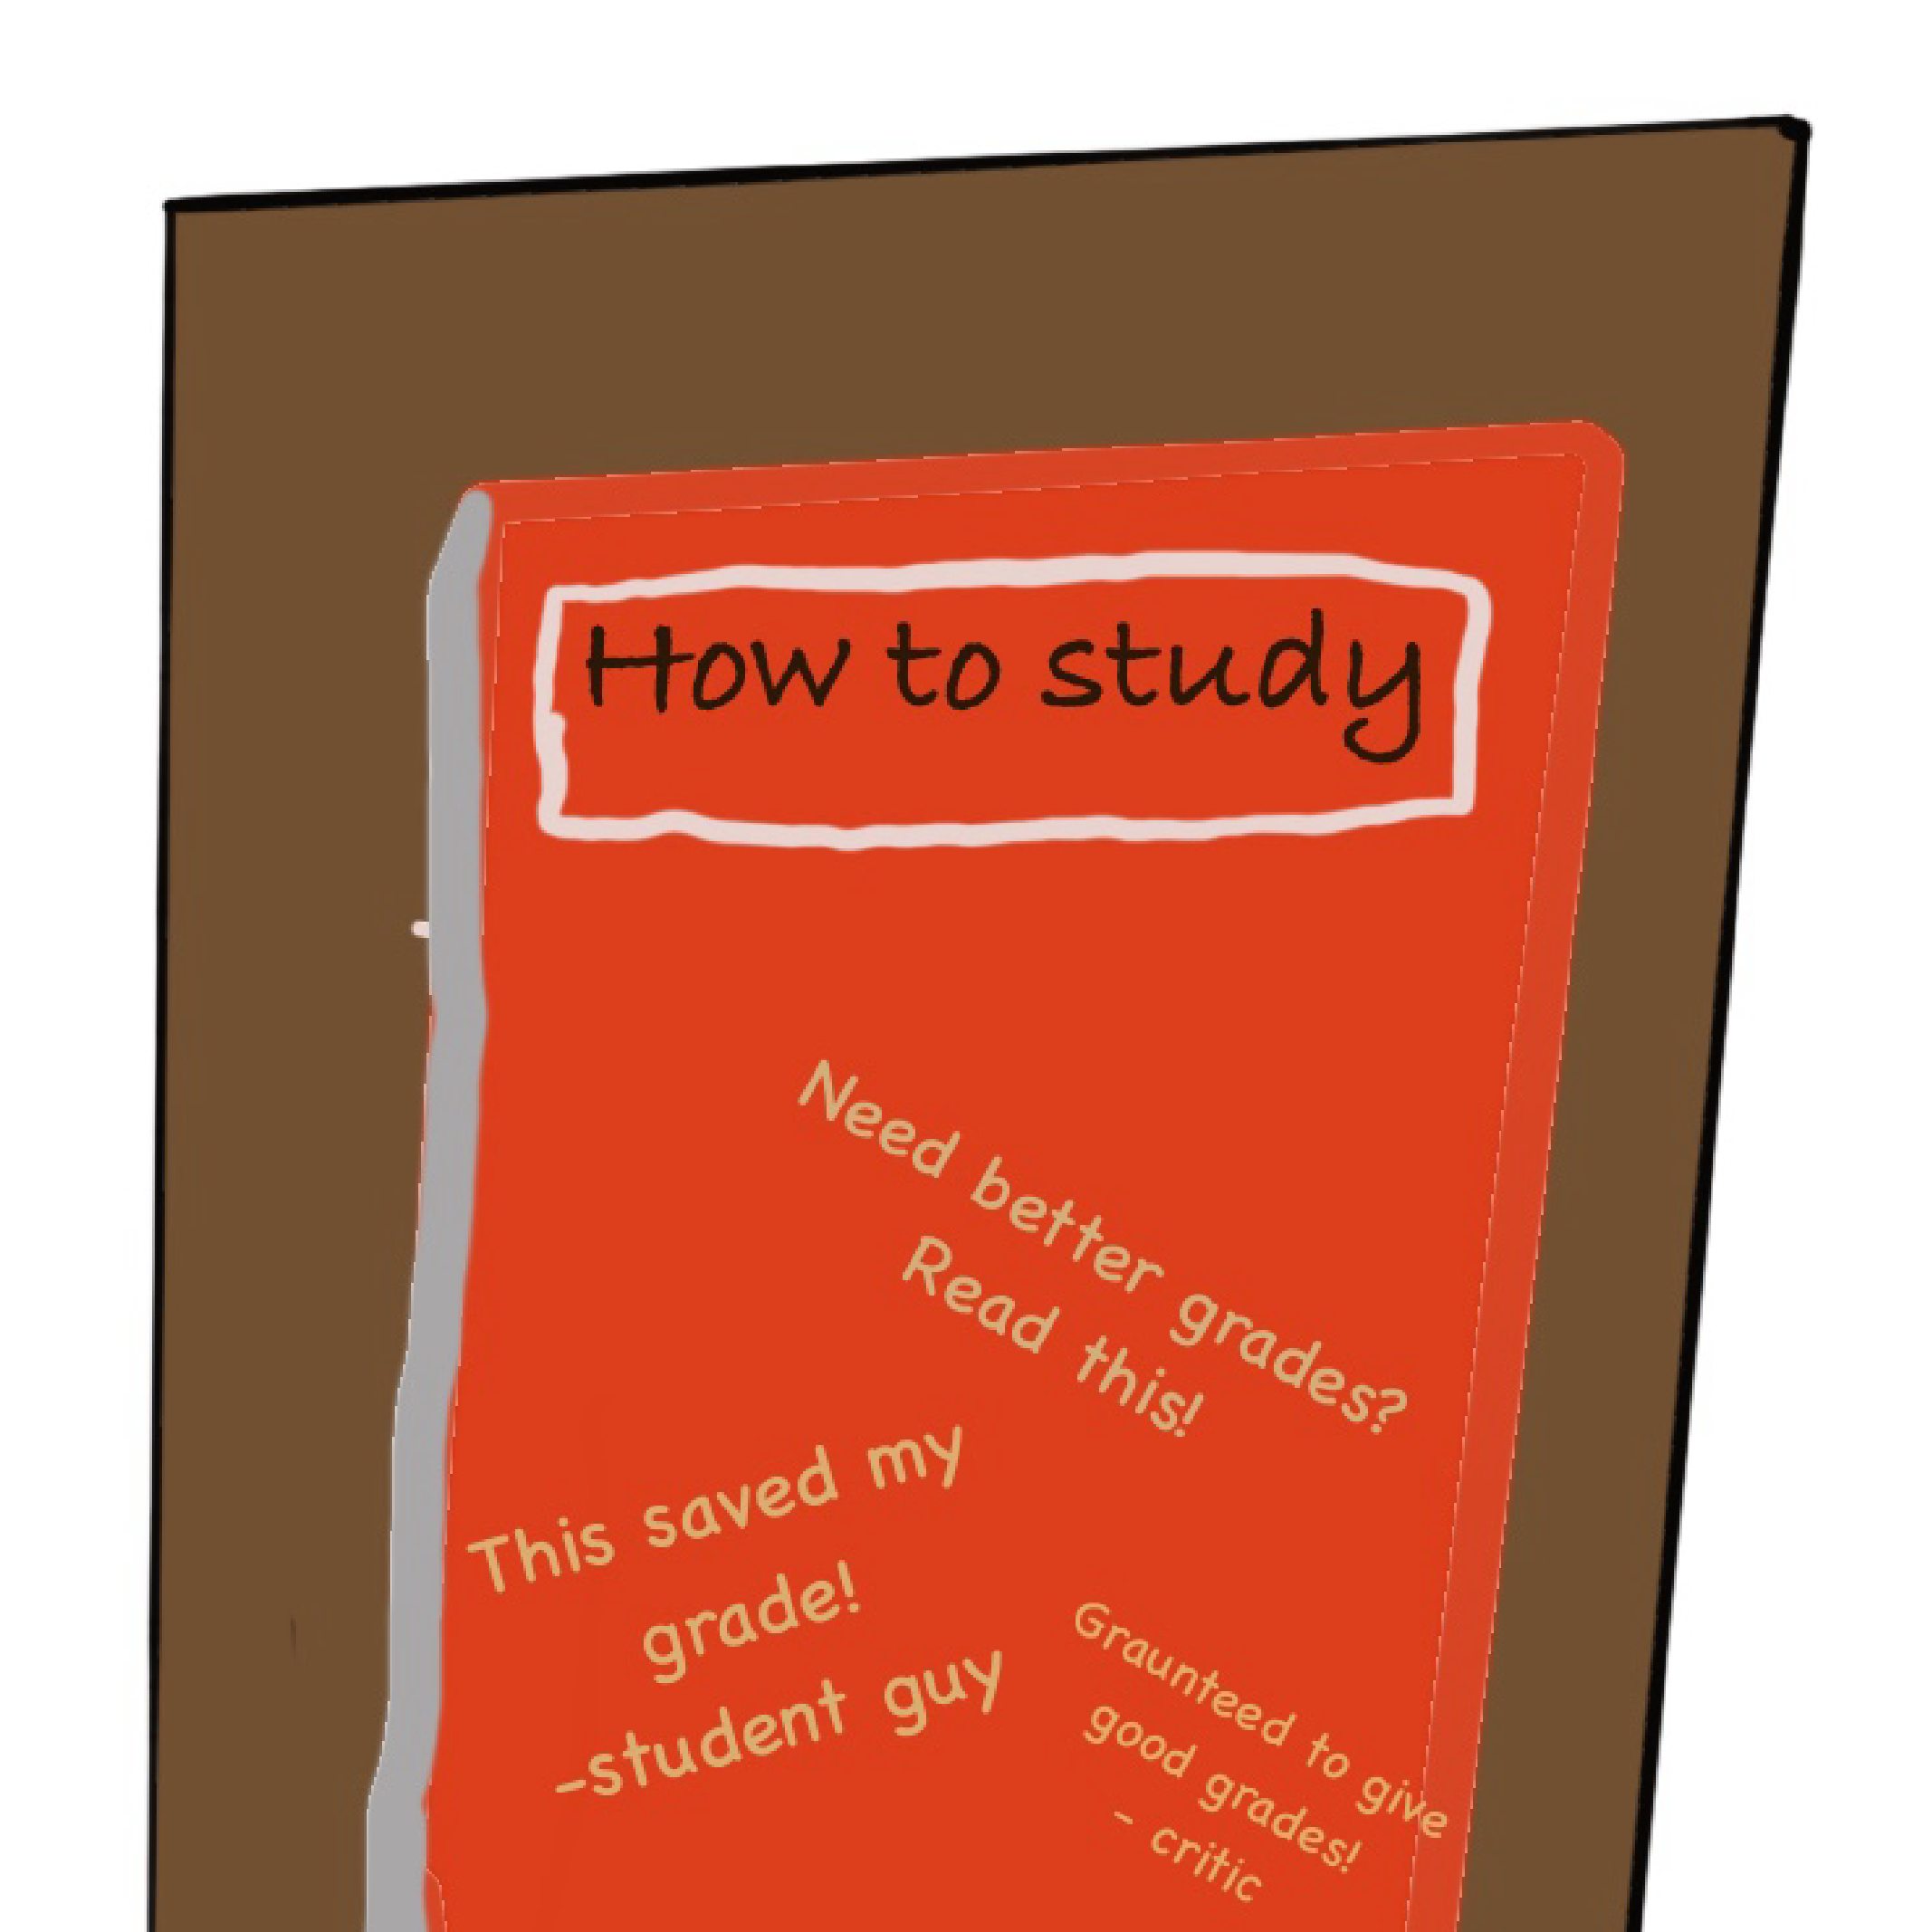 How to study
Need better grades?
Read this!
This saved my
grade!
-student guy
Graunteed to give
good grades!
- critic